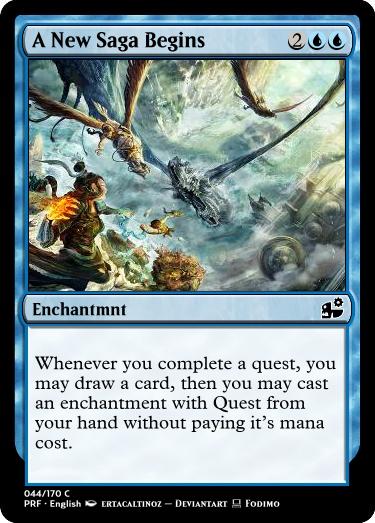 A New Saga Begins 2
Enchantmnt
Whenever you complete a quest, you
may draw a card, then you may cast
an enchantment with Quest from
your hand without paying it's mana
cost.
044/170 C
PRF • English ERTACALTINOZ — DEVIANTART FODIMO